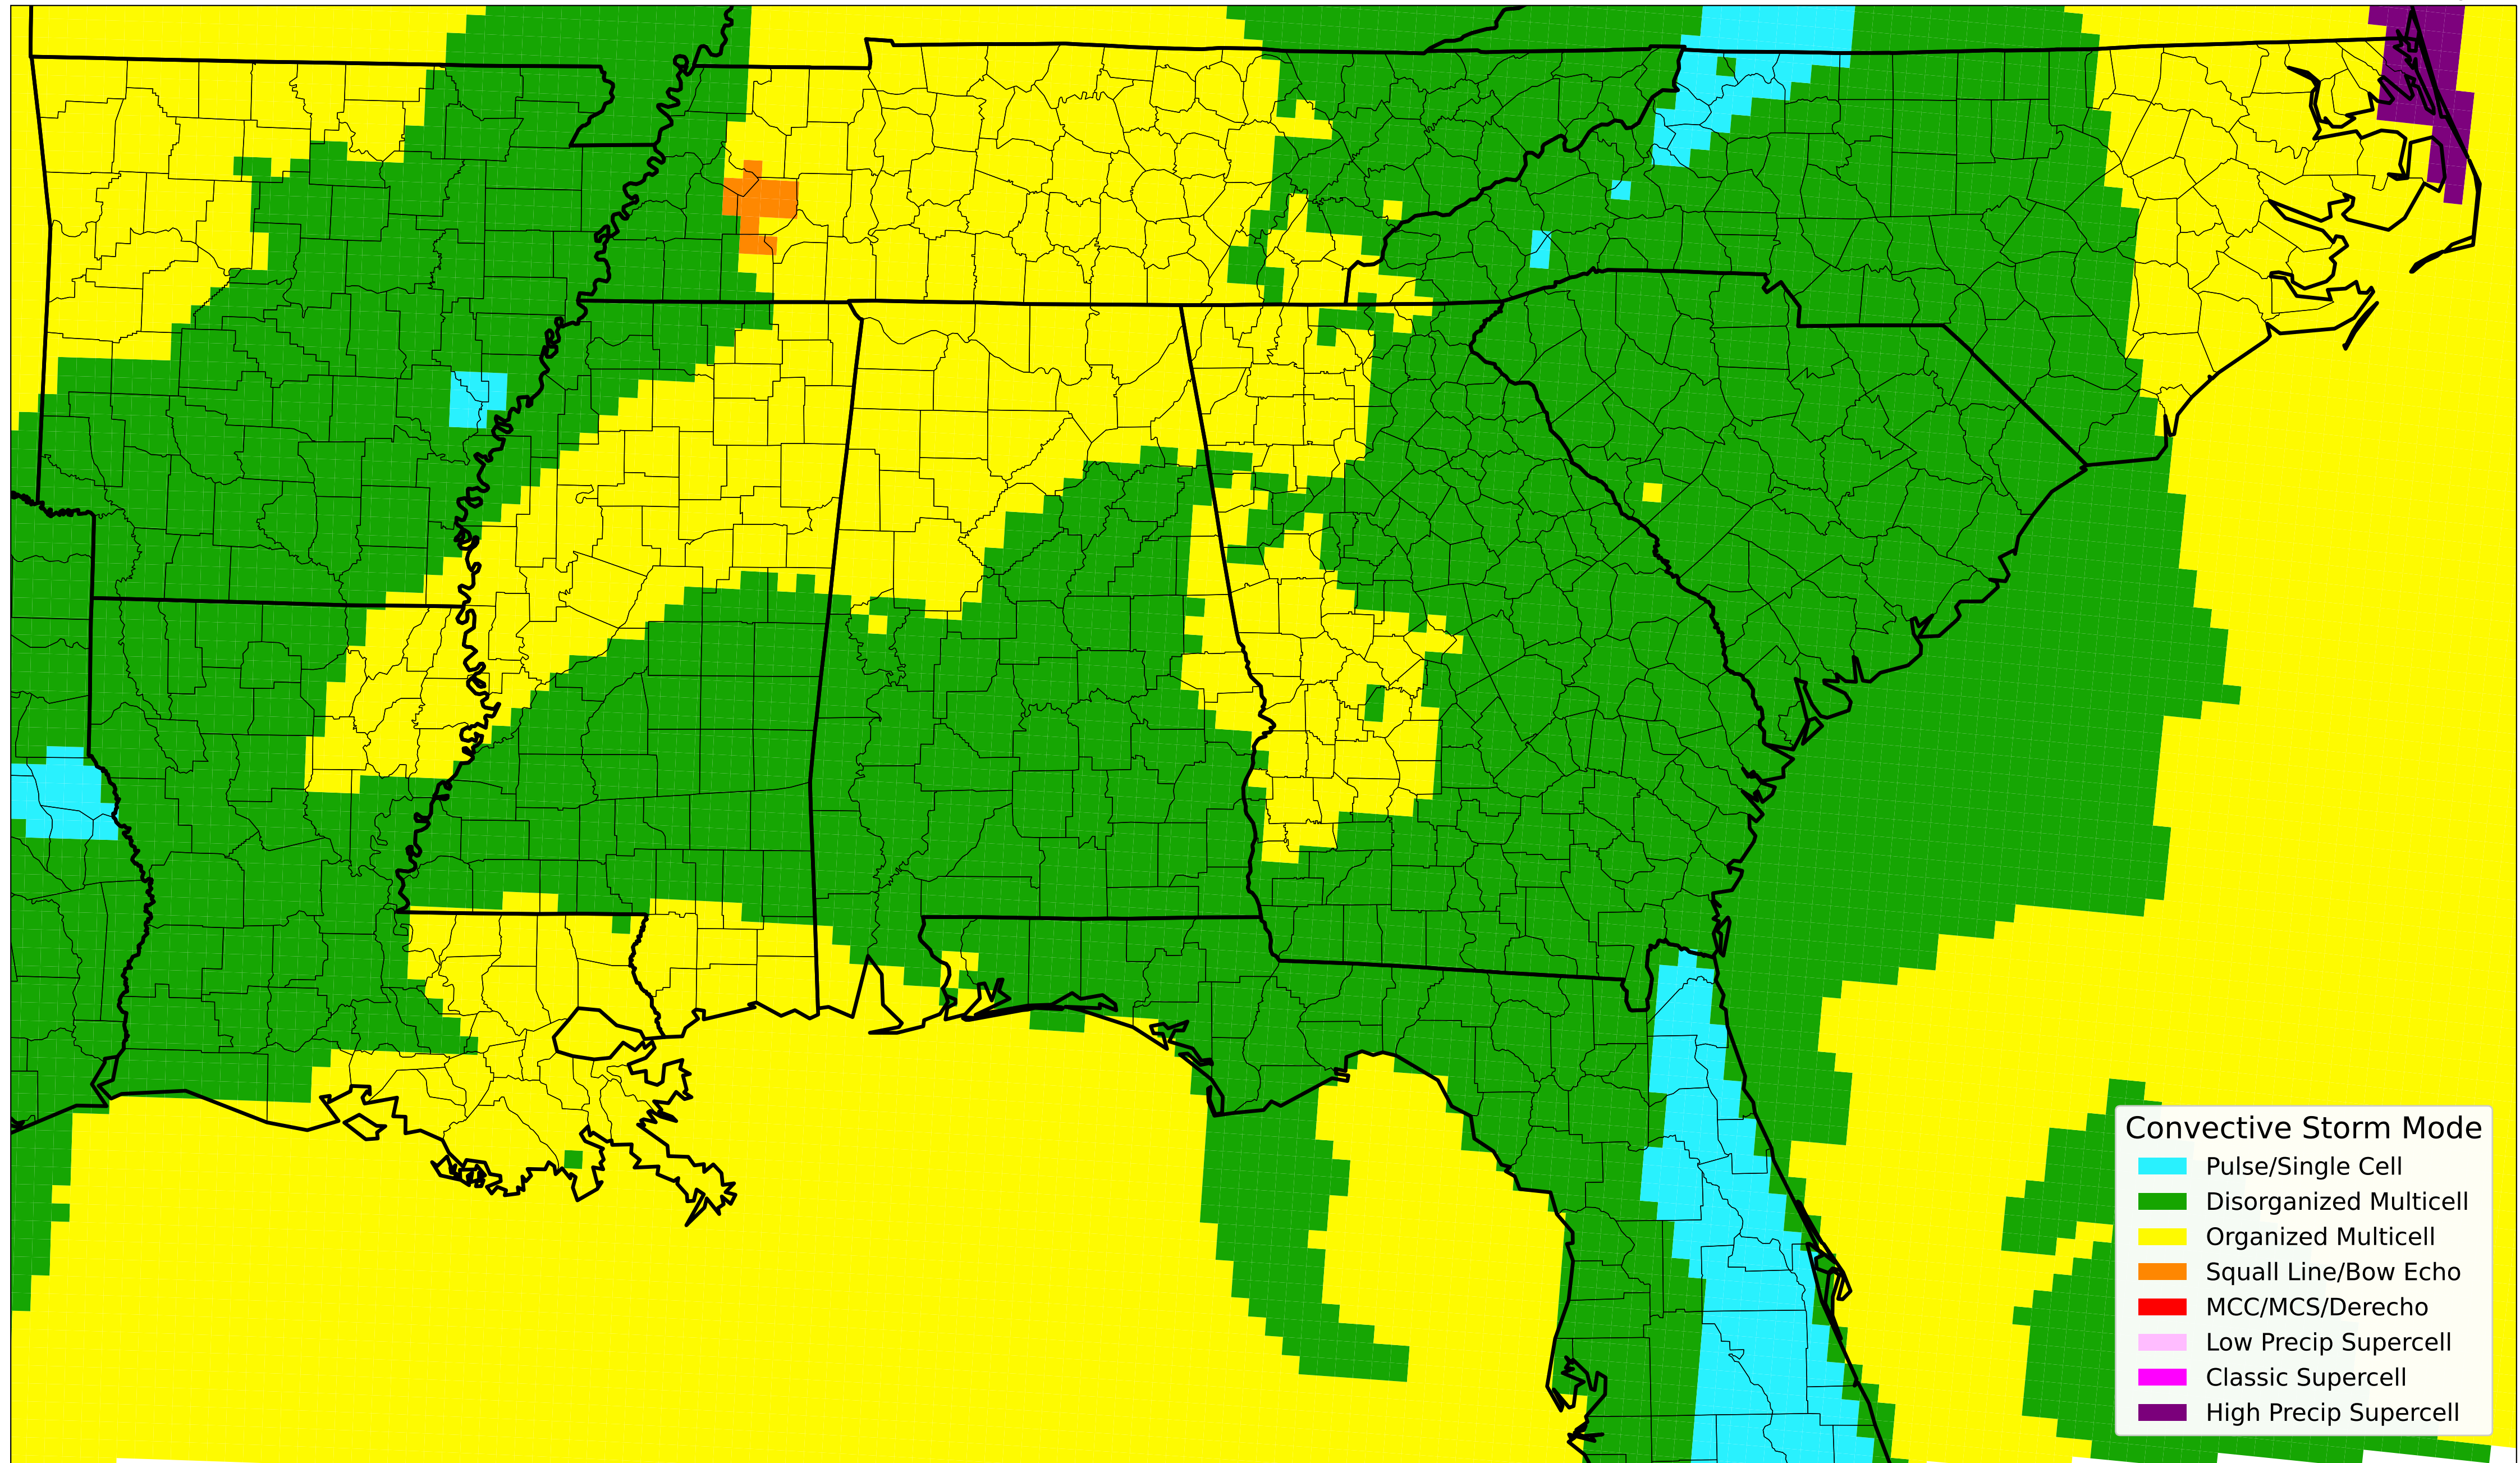 Convective Storm Mode
Pulse/Single Cell
Disorganized Multicell
Organized Multicell
Squall Line/Bow Echo
MCC/MCS/Derecho
Low Precip Supercell
Classic Supercell
High Precip Supercell